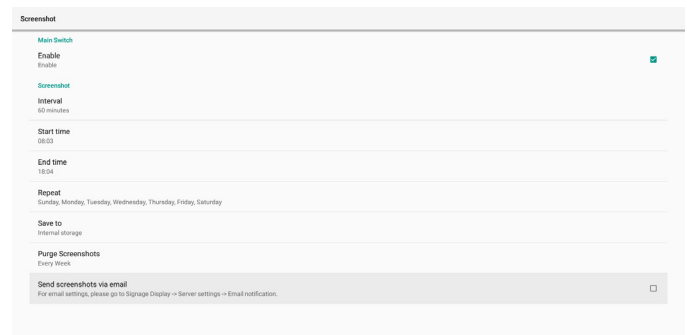 Screenshot
Main Switch
Enable
Enable
Screenshot
Interval
60 minutes
Start time
08:03
End time
18:04
Repeat
Sunday, Monday, Tuesday, Wednesday, Thursday, Friday, Saturday
Save to
Internal storage
Purge Screenshots
Every Week
Send screenshots via email
For email settings, please go to Signage Display -> Server settings -> Email notification.